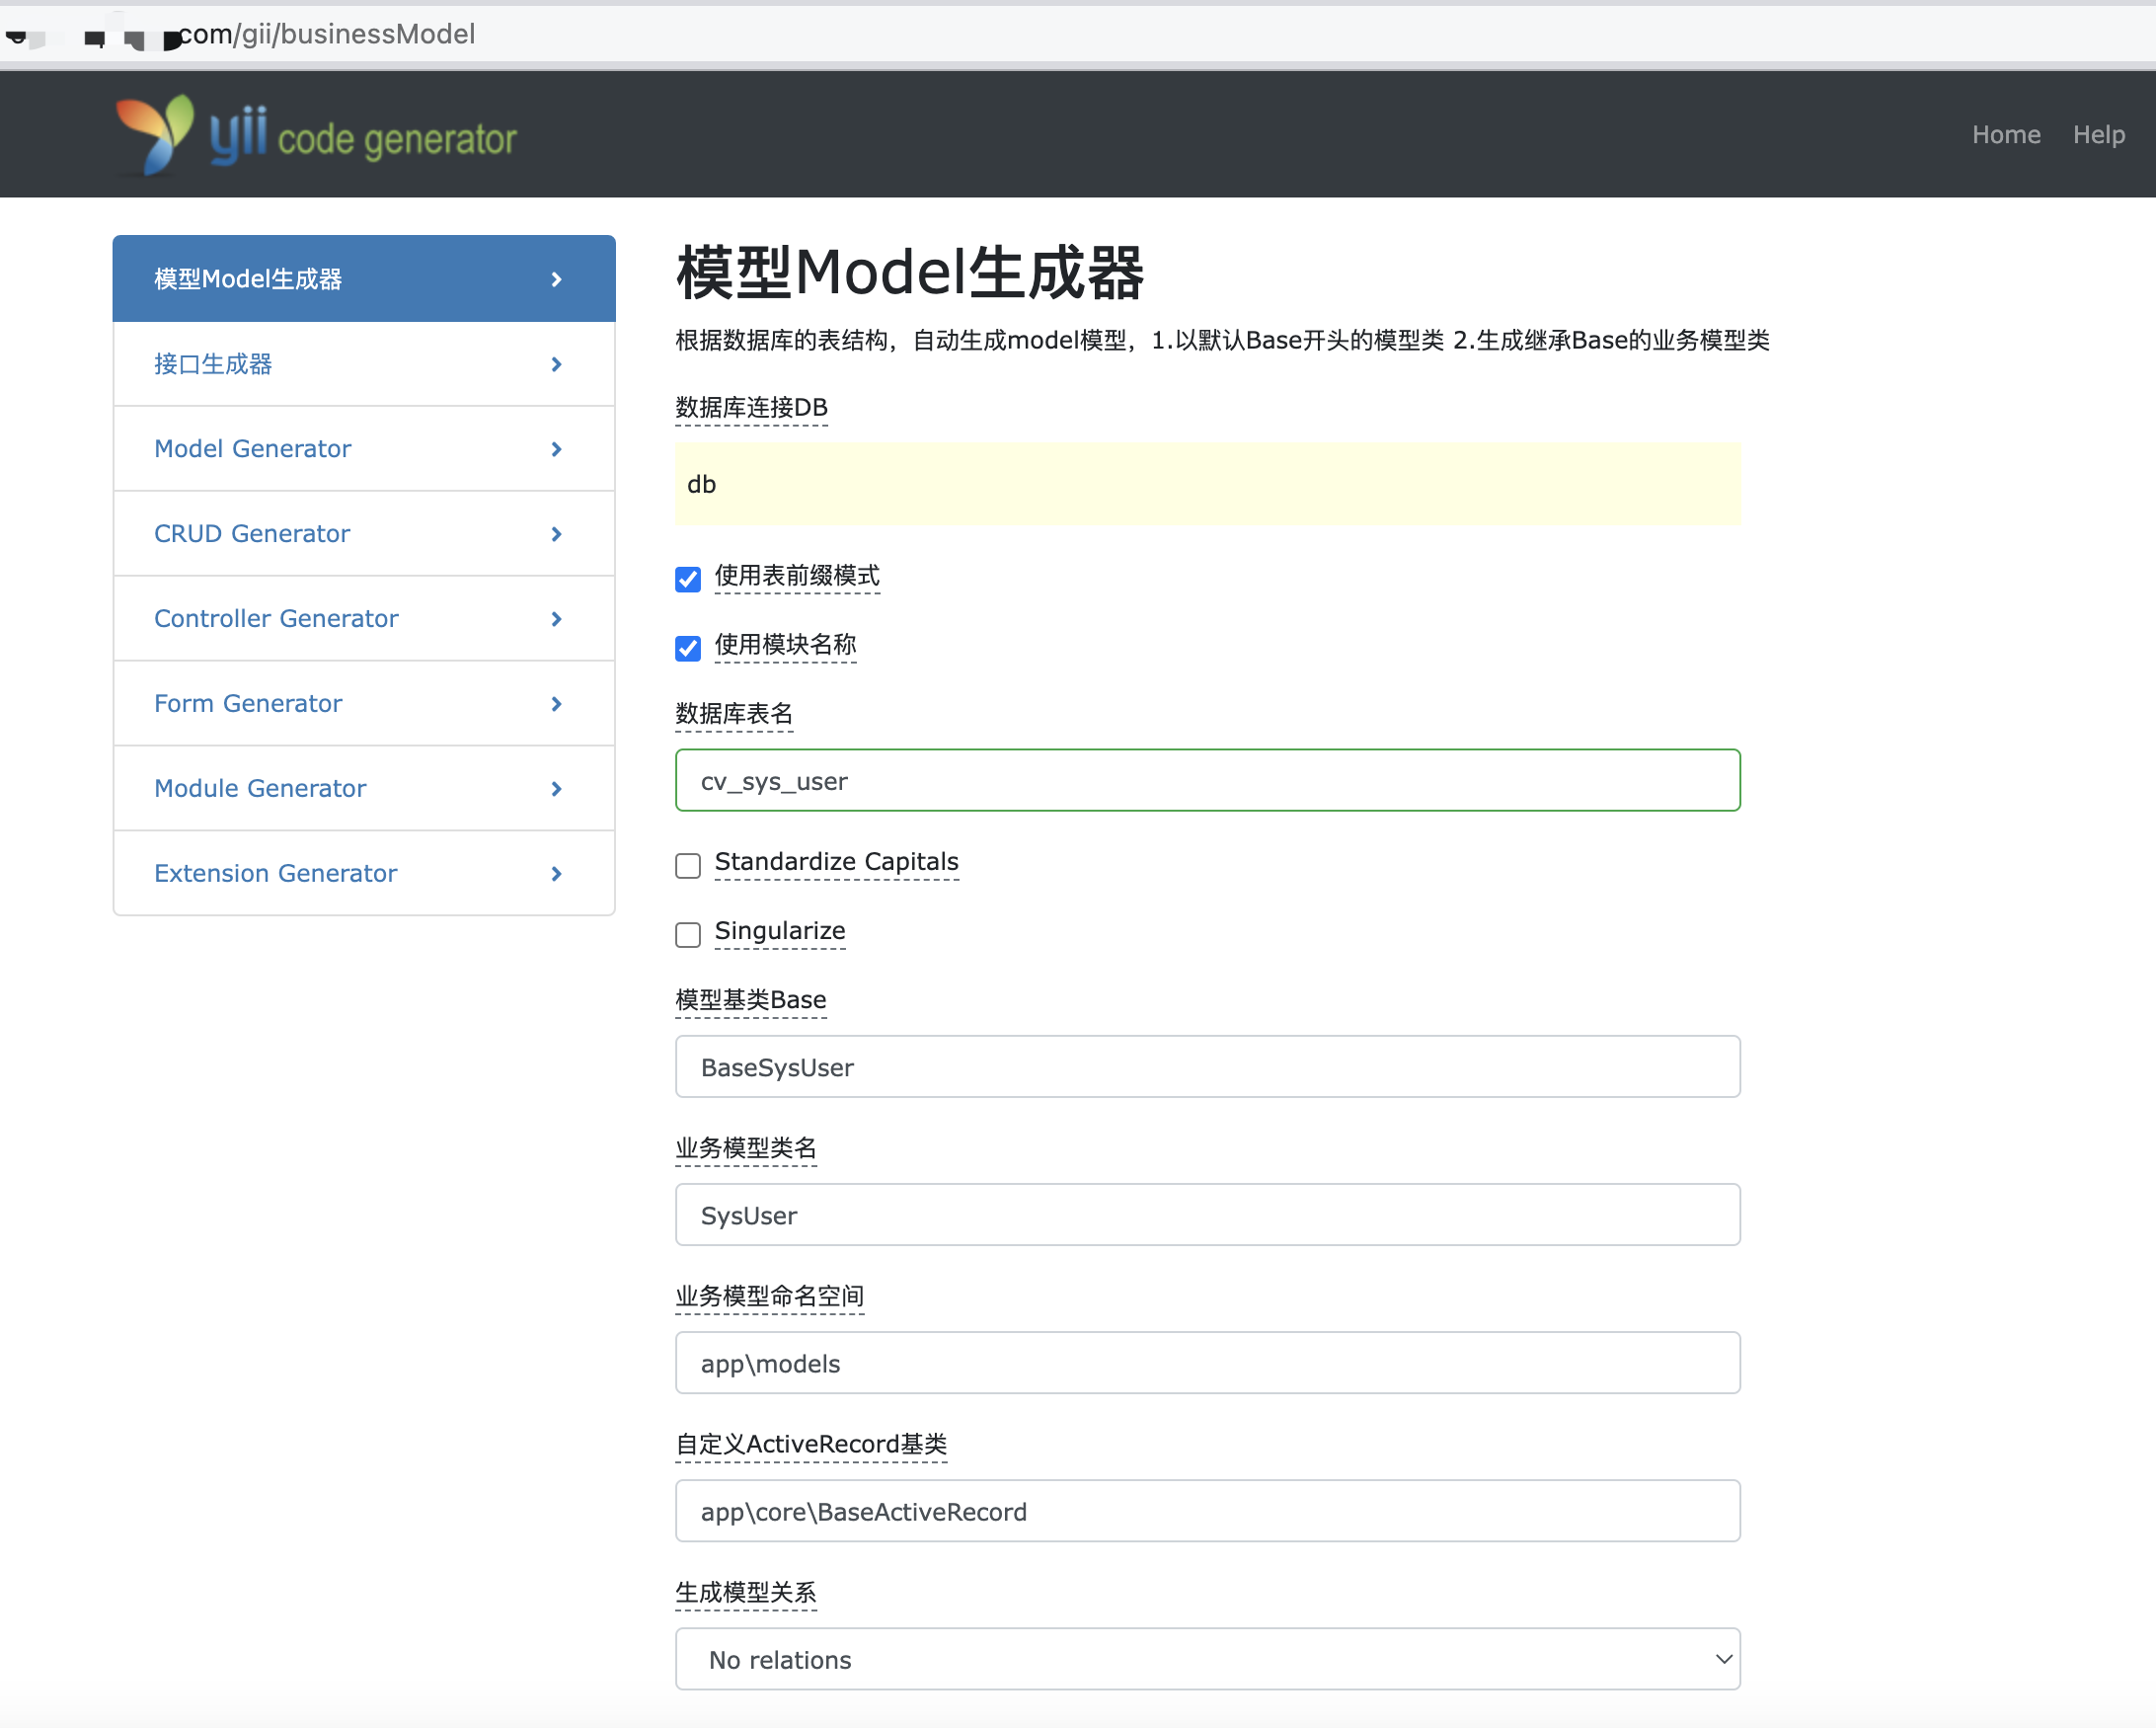 com/gii/businessModel
yii code generator
Home
Help
模型Model生成器
接口生成器
Model Generator
CRUD Generator
Controller Generator
Form Generator
Module Generator
Extension Generator
模型Model生成器
根据数据库的表结构，自动生成model模型，1.以默认Base开头的模型类 2.生成继承Base的业务模型类
数据库连接DB
db
使用表前缀模式
使用模块名称
数据库表名
cv_sys_user
Standardize Capitals
Singularize
模型基类Base
BaseSysUser
业务模型类名
SysUser
业务模型命名空间
app\models
自定义ActiveRecord基类
app\core\BaseActiveRecord
生成模型关系
No relations